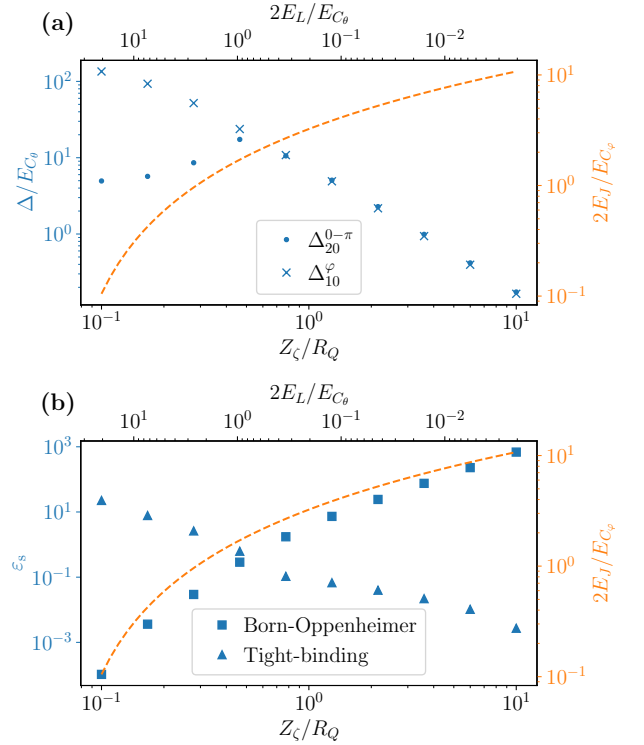 (a)
2E_L/E_{C_θ}
10^1 10^0 10^{-1} 10^{-2}
Δ/E_{C_θ}
10^2
10^1
10^0
10^1
10^0
10^{-1}
2E_J/E_{C_φ}
Δ_{20}^{0-π}
Δ_{10}^φ
10^{-1} 10^0 10^1
Z_ζ/R_Q
(b)
2E_L/E_{C_θ}
10^1 10^0 10^{-1} 10^{-2}
ε_s
10^3
10^1
10^{-1}
10^{-3}
10^1
10^0
10^{-1}
2E_J/E_{C_φ}
Born-Oppenheimer
Tight-binding
10^{-1} 10^0 10^1
Z_ζ/R_Q